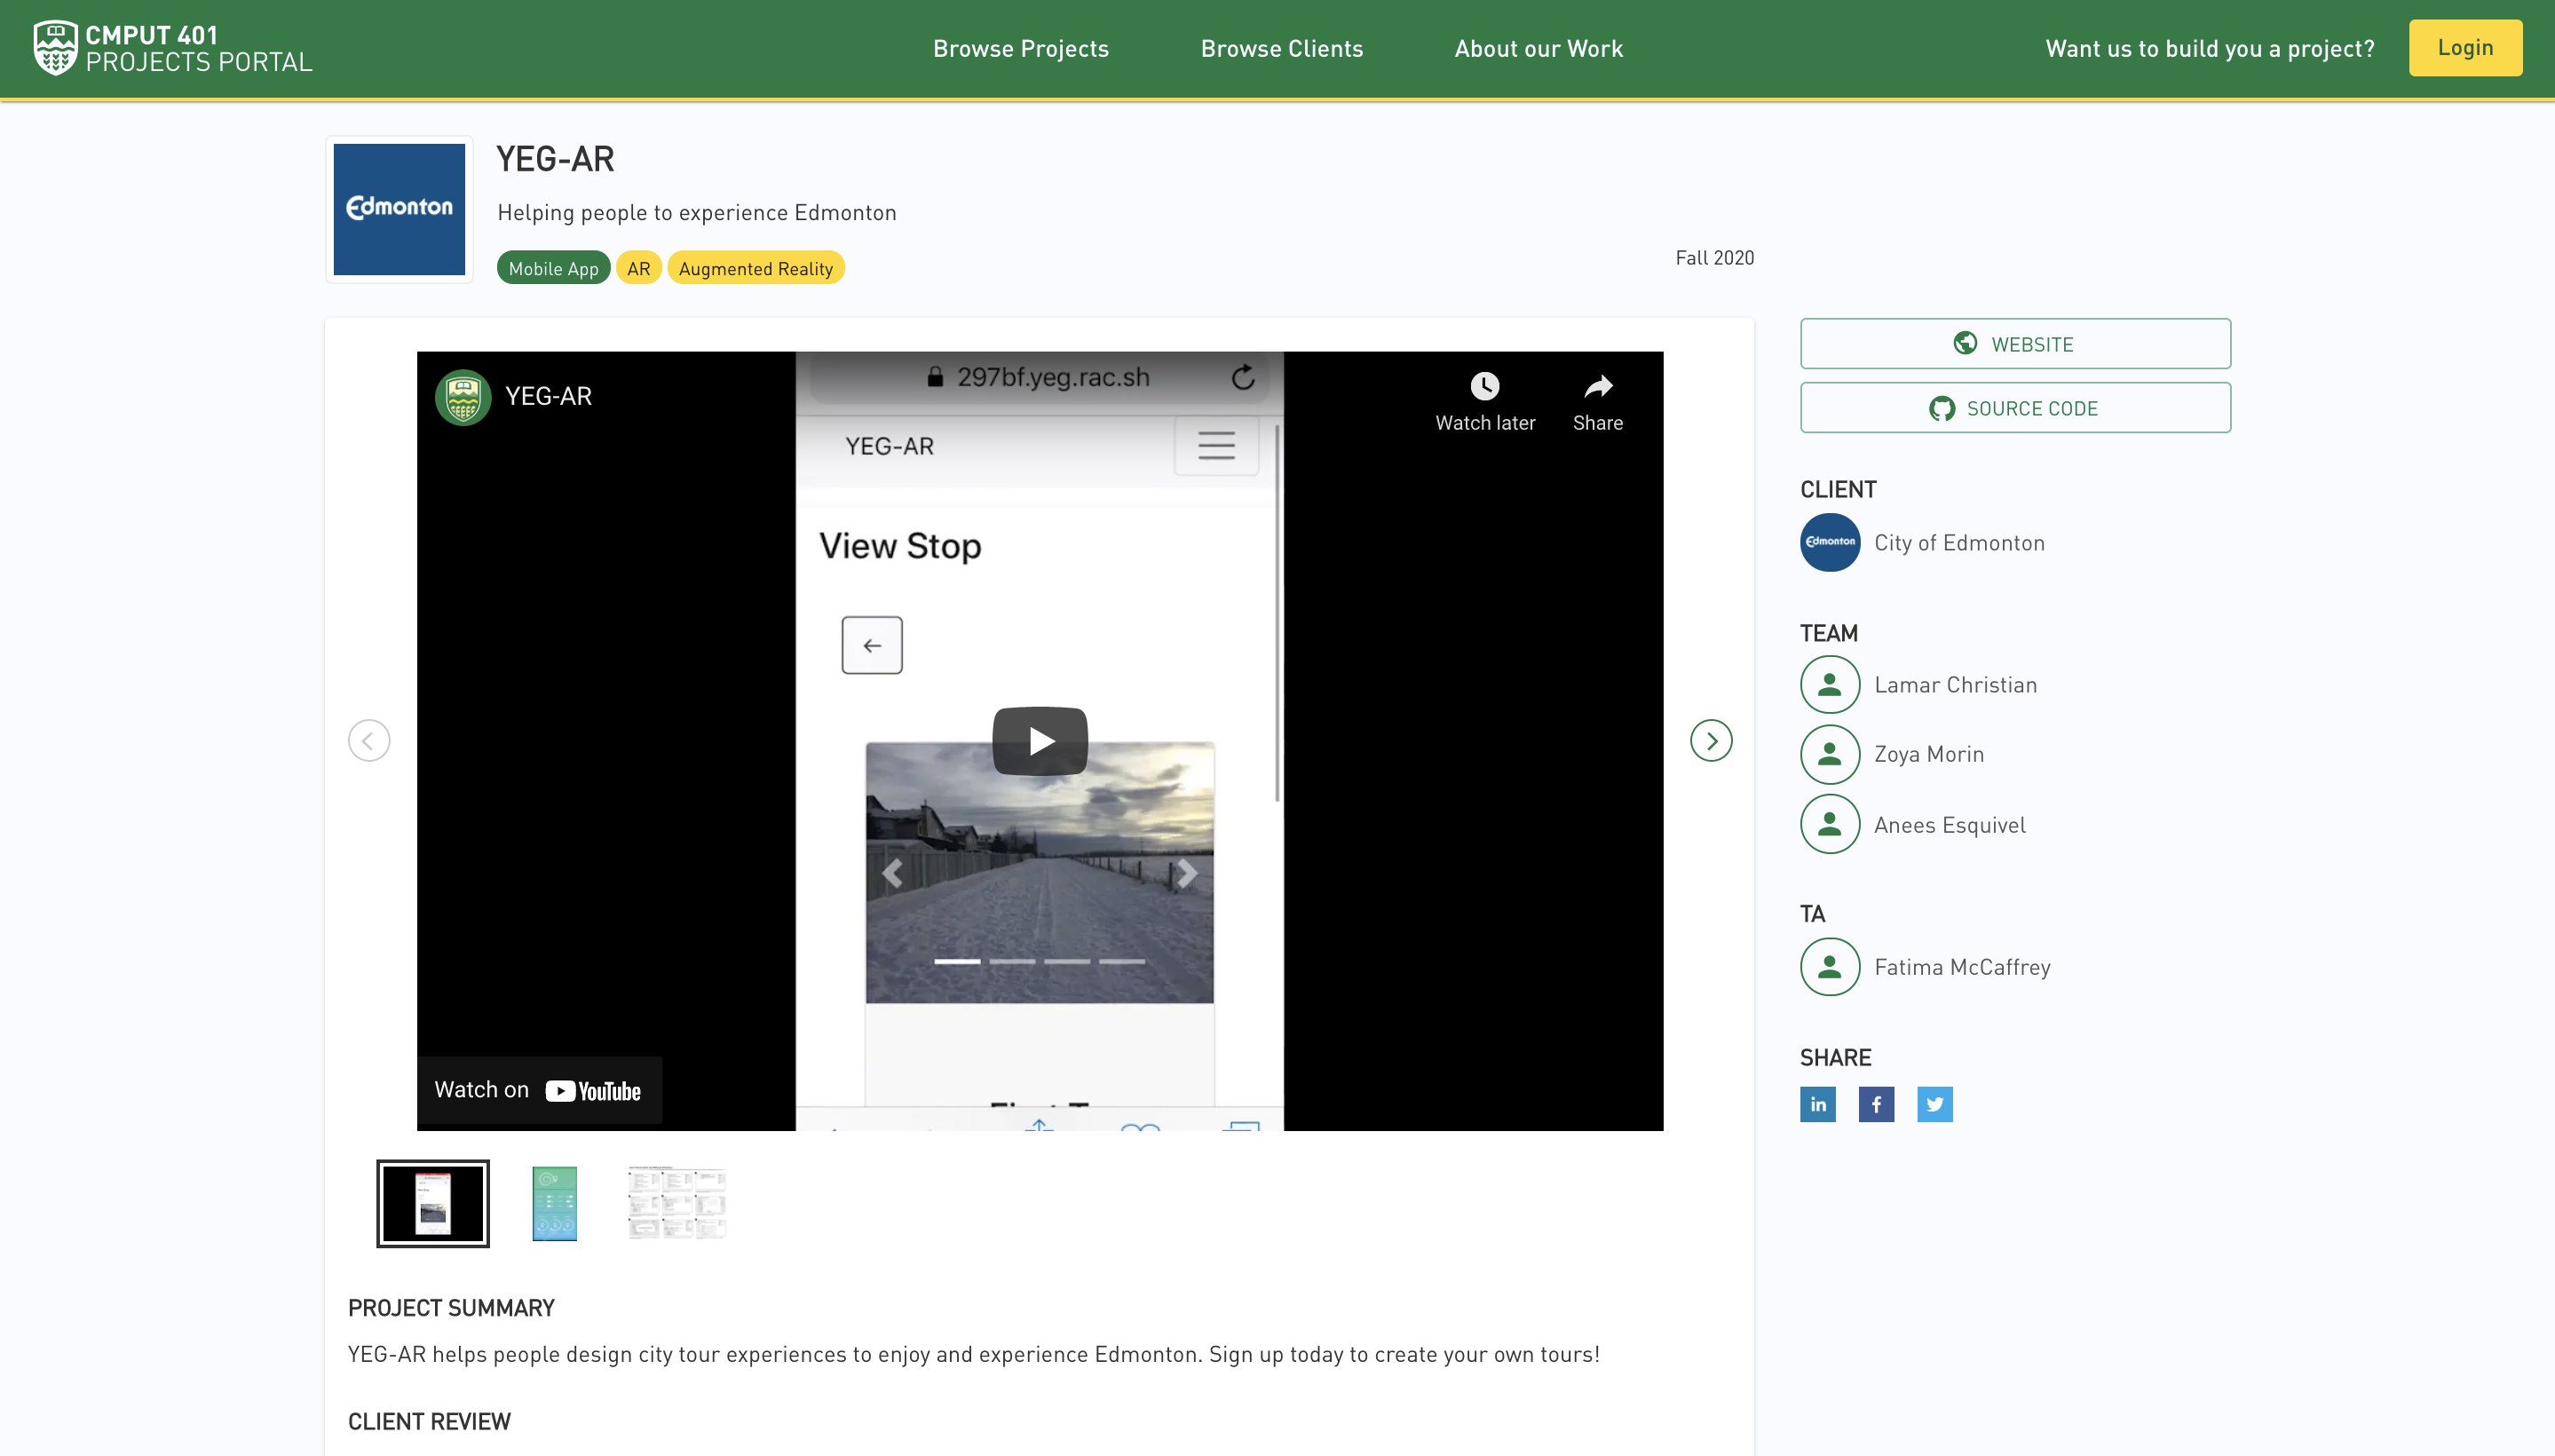 CMPUT 401
PROJECTS PORTAL
Browse Projects
Browse Clients
About our Work
Want us to build you a project?
Login
Edmonton
YEG-AR
Helping people to experience Edmonton
Mobile App
AR
Augmented Reality
Fall 2020
YEG-AR
297bf.yeg.rac.sh
Watch later
Share
YEG-AR
View Stop
Watch on YouTube
WEBSITE
SOURCE CODE
CLIENT
Edmonton
City of Edmonton
TEAM
Lamar Christian
Zoya Morin
Anees Esquivel
TA
Fatima McCaffrey
SHARE
in
f
PROJECT SUMMARY
YEG-AR helps people design city tour experiences to enjoy and experience Edmonton. Sign up today to create your own tours!
CLIENT REVIEW